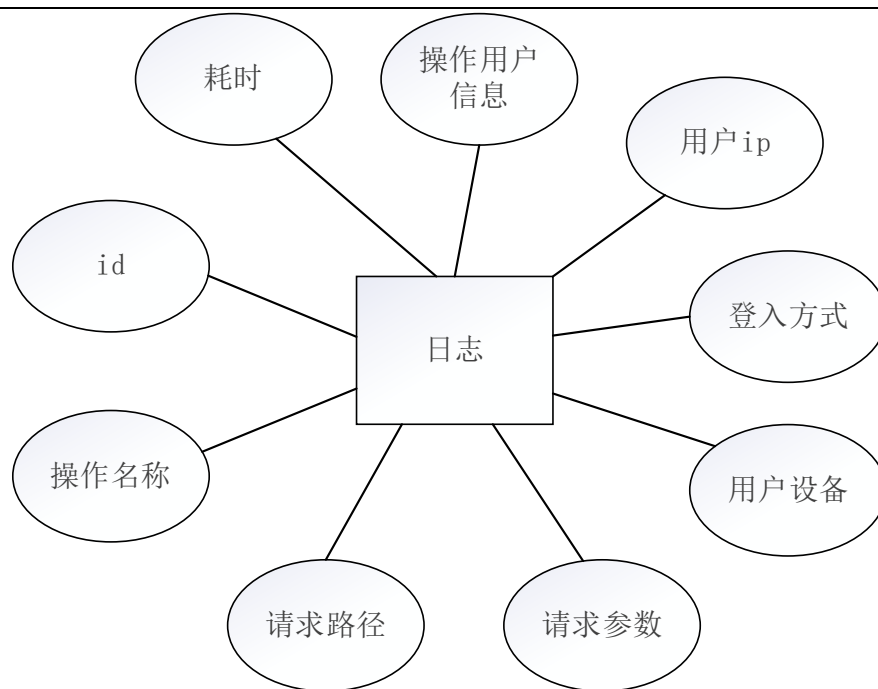 耗时
操作用户
信息
用户ip
id
登入方式
日志
操作名称
用户设备
请求路径
请求参数